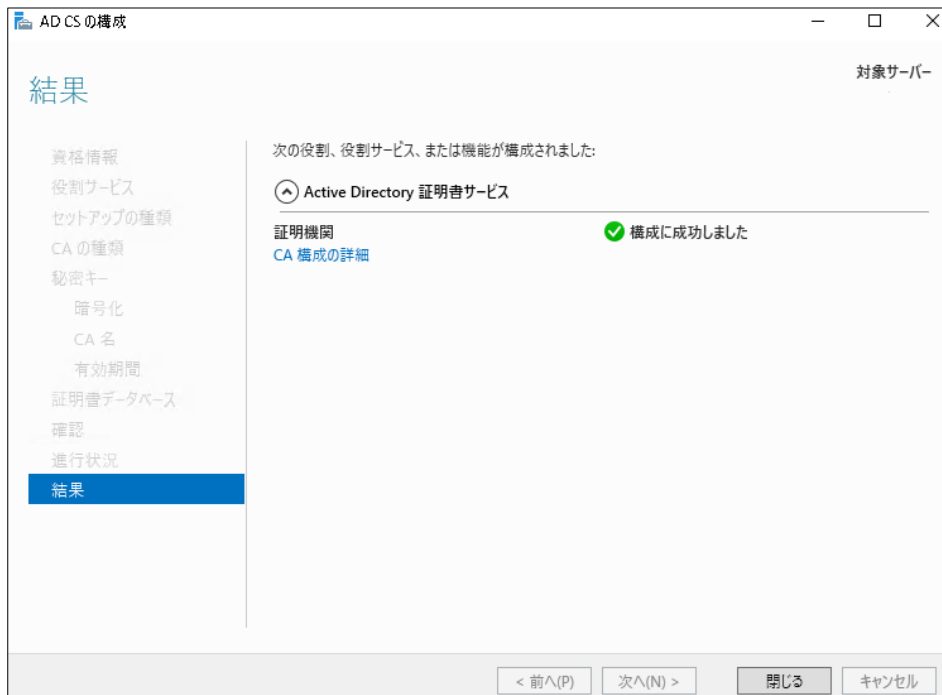 AD CS の構成
対象サーバー
結果
資格情報
役割サービス
セットアップの種類
CA の種類
秘密キー
暗号化
CA 名
有効期間
証明書データベース
確認
進行状況
結果
次の役割、役割サービス、または機能が構成されました:
Active Directory 証明書サービス
証明機関 構成に成功しました
CA 構成の詳細
< 前へ(P) 次へ(N) > 閉じる キャンセル